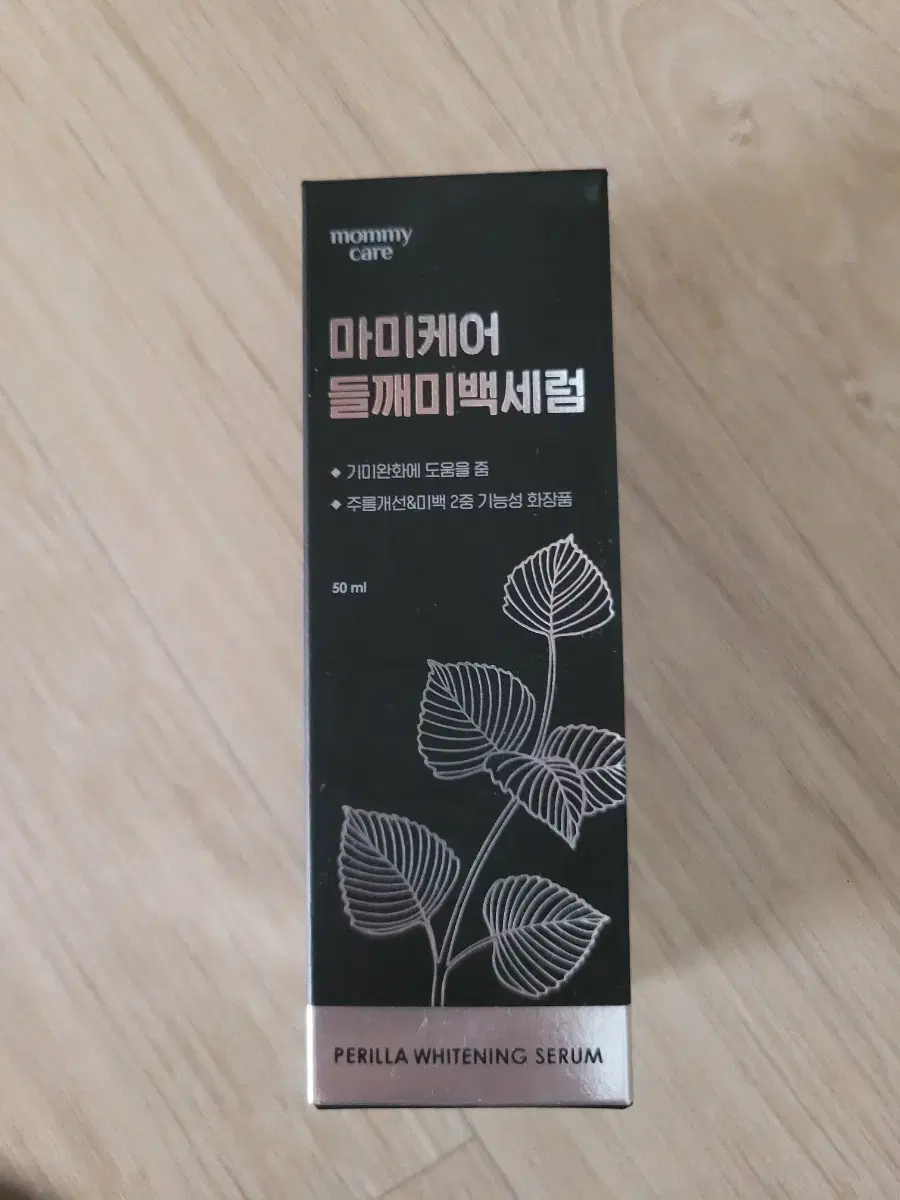 mommy
care
마미케어
들깨미백세럼
◆ 기미완화에 도움을 줌
◆ 주름개선&미백 2중 기능성 화장품
50 ml
PERILLA WHITENING SERUM